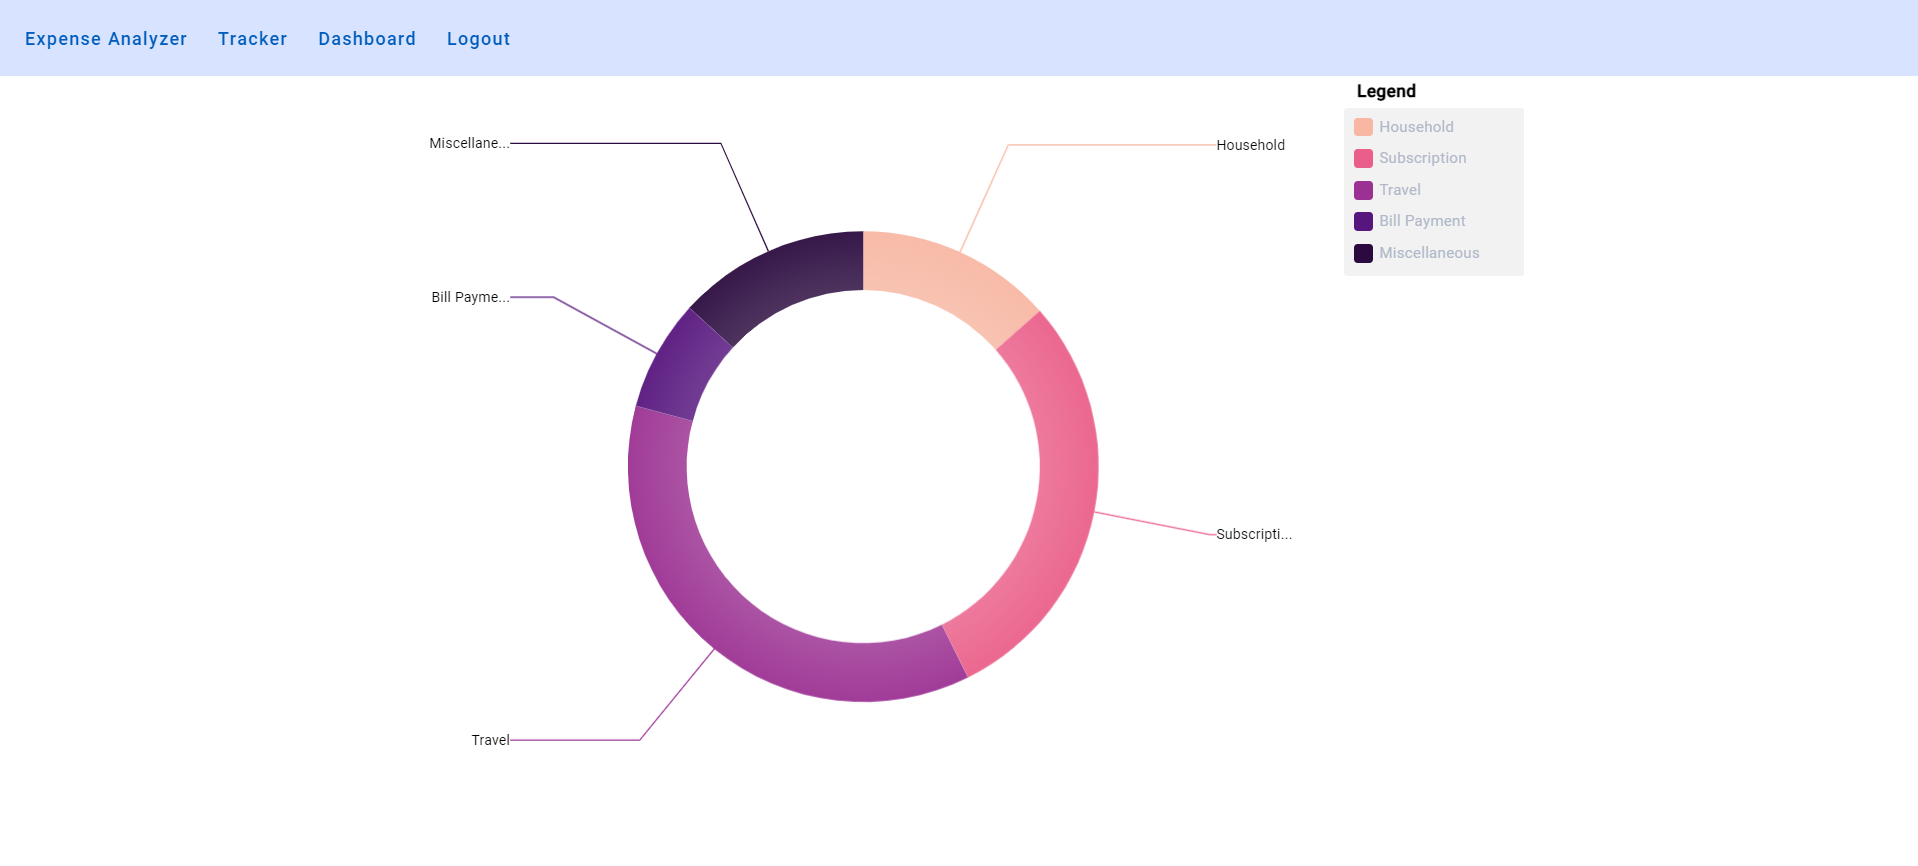 Expense Analyzer Tracker Dashboard Logout
Legend
Household
Subscription
Travel
Bill Payment
Miscellaneous
Miscellane...
Household
Bill Payme...
Subscripti...
Travel